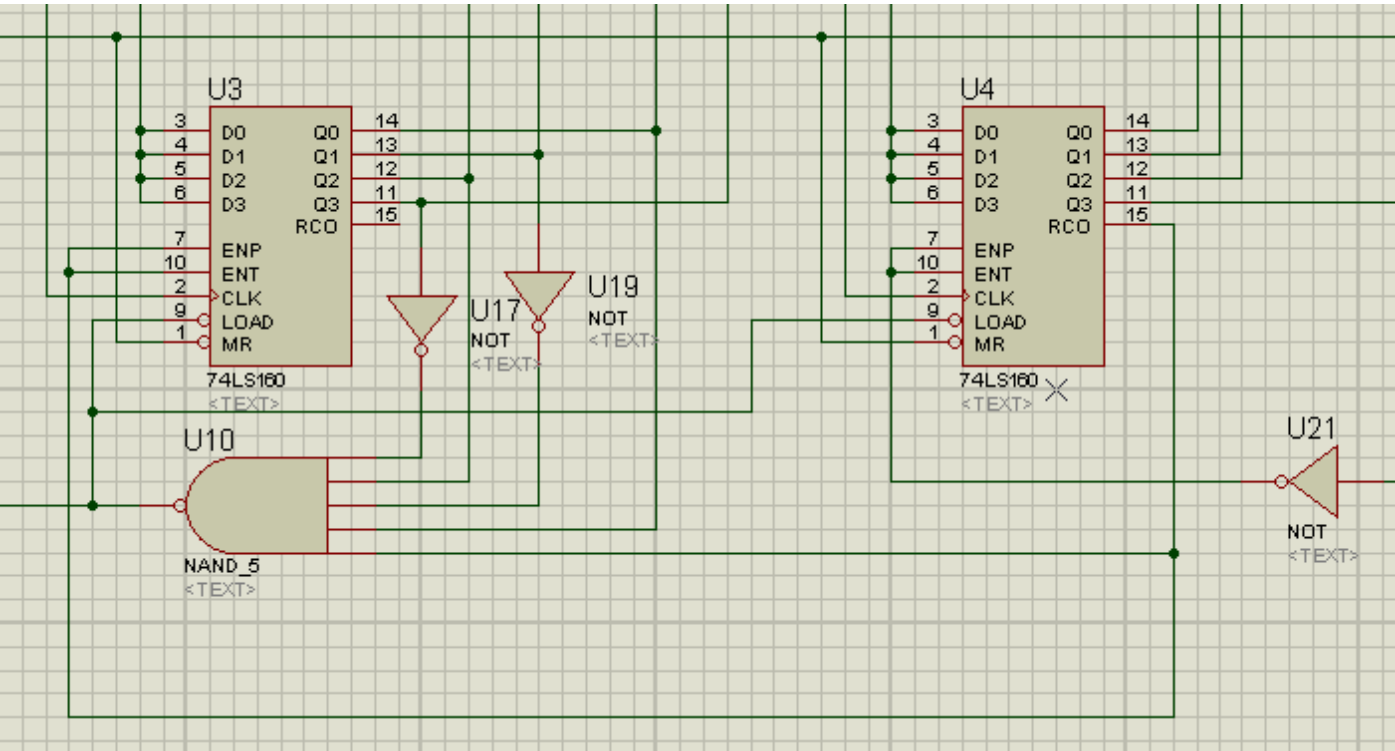 U3
3 D0 Q0 14
4 D1 Q1 13
5 D2 Q2 12
6 D3 Q3 11
RCO 15
7 ENP
10 ENT
2 CLK
9 LOAD
1 MR
74LS160
<TEXT>
U4
3 D0 Q0 14
4 D1 Q1 13
5 D2 Q2 12
6 D3 Q3 11
RCO 15
7 ENP
10 ENT
2 CLK
9 LOAD
1 MR
74LS160
<TEXT>
U17
NOT
<TEXT>
U19
NOT
<TEXT>
U10
NAND_5
<TEXT>
U21
NOT
<TEXT>